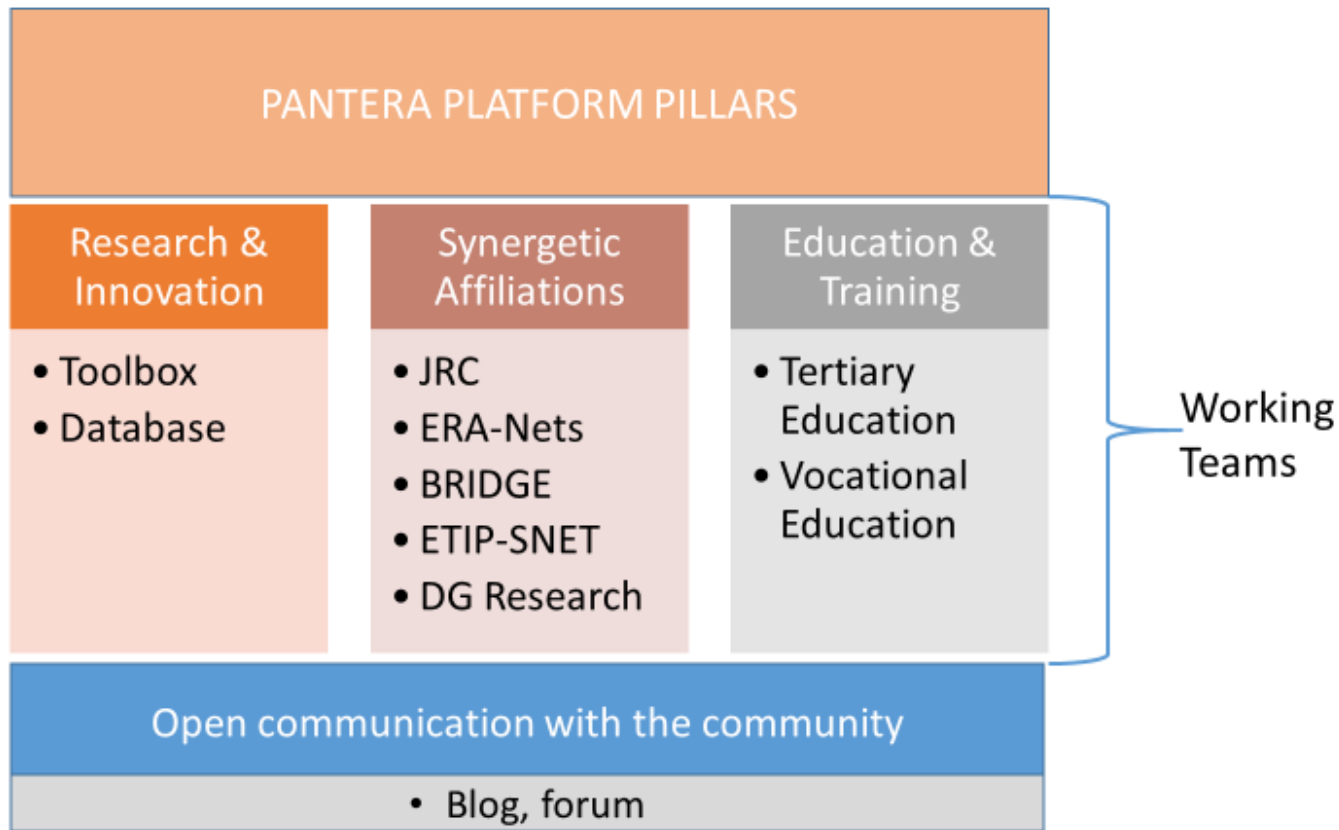 PANTERA PLATFORM PILLARS
Research &
Innovation
• Toolbox
• Database
Synergetic
Affiliations
• JRC
• ERA-Nets
• BRIDGE
• ETIP-SNET
• DG Research
Education &
Training
• Tertiary
Education
• Vocational
Education
Working
Teams
Open communication with the community
• Blog, forum